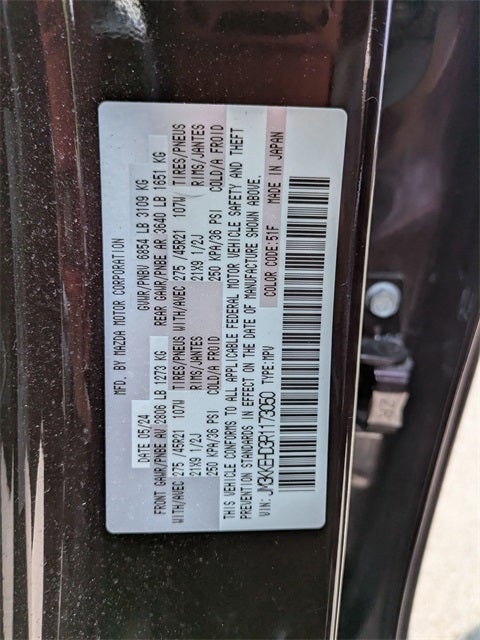 MFD. BY MAZDA MOTOR CORPORATION
DATE 05/24 GVWR/PNBV 6854 LB 3109 KG
FRONT GAWR/PNBE AV 2806 LB 1273 KG REAR GAWR/PNBE AR 3640 LB 1651 KG
WITH/AVEC 275 /45R21 107W TIRES/PNEUS WITH/AVEC 275 /45R21 107W TIRES/PNEUS
21X9 1/2J RIMS/JANTES 21X9 1/2J RIMS/JANTES
250 KPA/36 PSI COLD/A FROID 250 KPA/36 PSI COLD/A FROID
THIS VEHICLE CONFORMS TO ALL APPLICABLE FEDERAL MOTOR VEHICLE SAFETY AND THEFT
PREVENTION STANDARDS IN EFFECT ON THE DATE OF MANUFACTURE SHOWN ABOVE.
VIN: JM3KKEHD3R1173050 TYPE:MPV COLOR CODE:51F MADE IN JAPAN